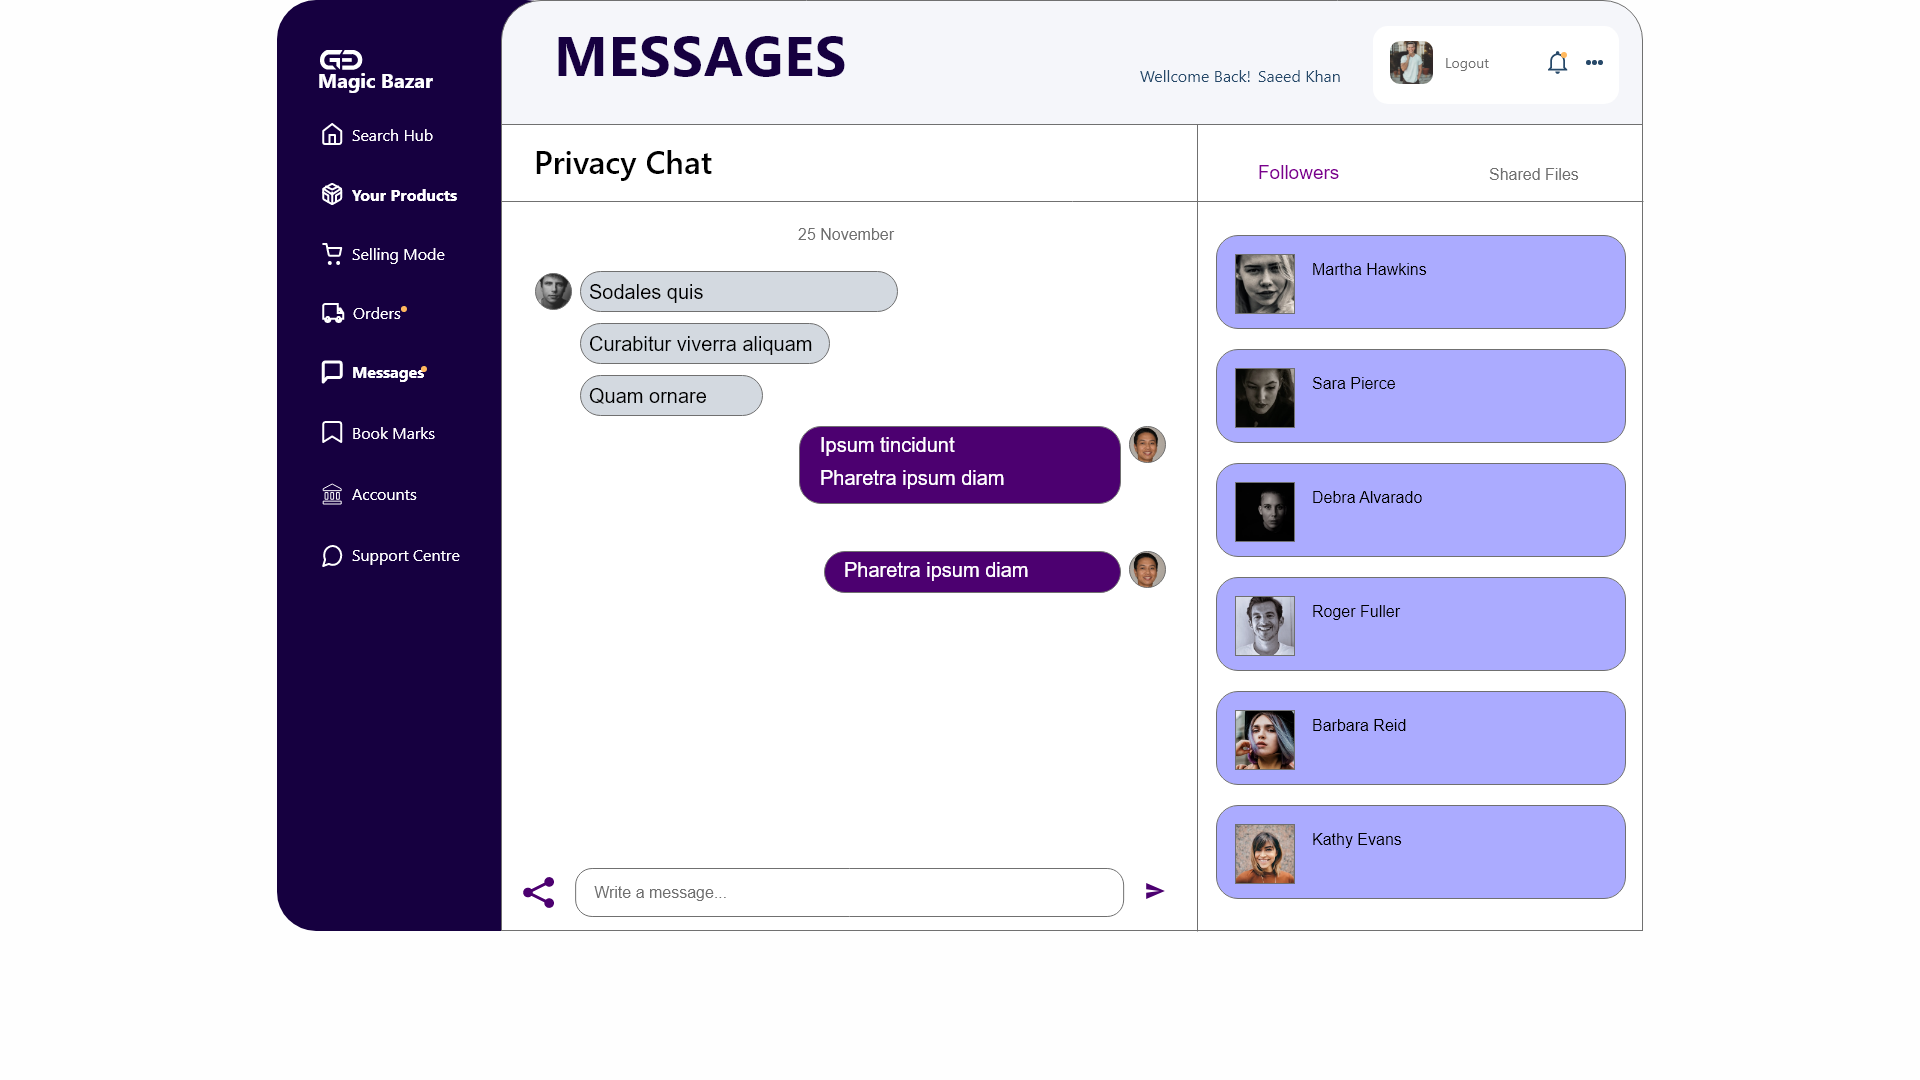 Magic Bazar
Search Hub
Your Products
Selling Mode
Orders
Messages
Book Marks
Accounts
Support Centre
MESSAGES
Wellcome Back! Saeed Khan
Logout
Privacy Chat
25 November
Sodales quis
Curabitur viverra aliquam
Quam ornare
Ipsum tincidunt
Pharetra ipsum diam
Pharetra ipsum diam
Write a message...
Followers
Shared Files
Martha Hawkins
Sara Pierce
Debra Alvarado
Roger Fuller
Barbara Reid
Kathy Evans